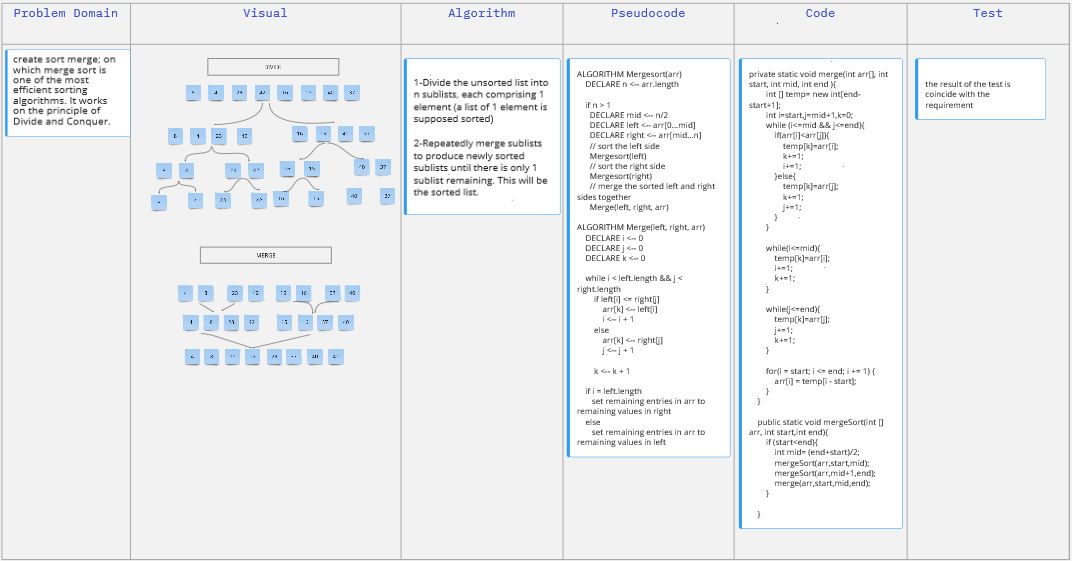 Problem Domain
Visual
Algorithm
Pseudocode
Code
Test
create sort merge; on
which merge sort is
one of the most
efficient sorting
algorithms. It works
on the principle of
Divide and Conquer.
DIVIDE
MERGE
1-Divide the unsorted list into
n sublists, each comprising 1
element (a list of 1 element is
supposed sorted)
2-Repeatedly merge sublists
to produce newly sorted
sublists until there is only 1
sublist remaining. This will be
the sorted list.
ALGORITHM Mergesort(arr)
DECLARE n <-- arr.length
if n > 1
DECLARE mid <-- n/2
DECLARE left <-- arr[0...mid]
DECLARE right <-- arr[mid...n]
// sort the left side
Mergesort(left)
// sort the right side
Mergesort(right)
// merge the sorted left and right
sides together
Merge(left, right, arr)
ALGORITHM Merge(left, right, arr)
DECLARE i <-- 0
DECLARE j <-- 0
DECLARE k <-- 0
while i < left.length && j <
right.length
if left[i] <= right[j]
arr[k] <-- left[i]
i <-- i + 1
else
arr[k] <-- right[j]
j <-- j + 1
k <-- k + 1
if i = left.length
set remaining entries in arr to
remaining values in right
else
set remaining entries in arr to
remaining values in left
private static void merge(int arr[], int
start, int mid, int end ){
int [] temp= new int[end-
start+1];
int i=start,j=mid+1,k=0;
while (i<=mid && j<=end){
if(arr[i]<arr[j]){
temp[k]=arr[i];
k+=1;
i+=1;
}else{
temp[k]=arr[j];
k+=1;
j+=1;
}
}
while(i<=mid){
temp[k]=arr[i];
i+=1;
k+=1;
}
while(j<=end){
temp[k]=arr[j];
j+=1;
k+=1;
}
for(i = start; i <= end; i += 1) {
arr[i] = temp[i - start];
}
}
public static void mergeSort(int []
arr, int start,int end){
if (start<end){
int mid= (end+start)/2;
mergeSort(arr,start,mid);
mergeSort(arr,mid+1,end);
merge(arr,start,mid,end);
}
}
the result of the test is
coincide with the
requirement